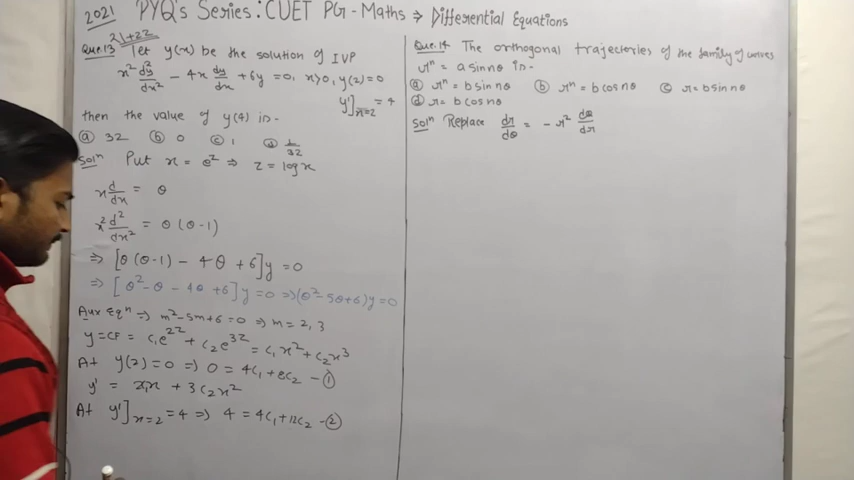 2021 PYQ's Series: CUET PG-Maths → Differential Equations
21+22
Que.13 let y(x) be the solution of IVP
x² d²y/dx² - 4x dy/dx + 6y = 0, x>0, y(2)=0
y']x=2 = 4
then the value of y(4) is-
(a) 32 (b) 0 (c) 1 (d) 1/32
Solⁿ Put x = e^z ⇒ z = log x
x d/dx = θ
x² d²/dx² = θ(θ-1)
⇒ [θ(θ-1) - 4θ + 6]y = 0
⇒ [θ² - θ - 4θ + 6]y = 0 ⇒ (θ² - 5θ + 6)y = 0
Aux Eqⁿ ⇒ m² - 5m + 6 = 0 ⇒ m = 2, 3
y = CF = c₁e^2z + c₂e^3z = c₁x² + c₂x³
At y(2) = 0 ⇒ 0 = 4c₁ + 8c₂ - ①
y' = 2c₁x + 3c₂x²
At y']x=2 = 4 ⇒ 4 = 4c₁ + 12c₂ - ②
Que.14 The orthogonal trajectories of the family of curves
rⁿ = a sin nθ is-
(a) rⁿ = b sin nθ (b) rⁿ = b cos nθ (c) r = b sin nθ
(d) r = b cos nθ
Solⁿ Replace dr/dθ = - r² dθ/dr